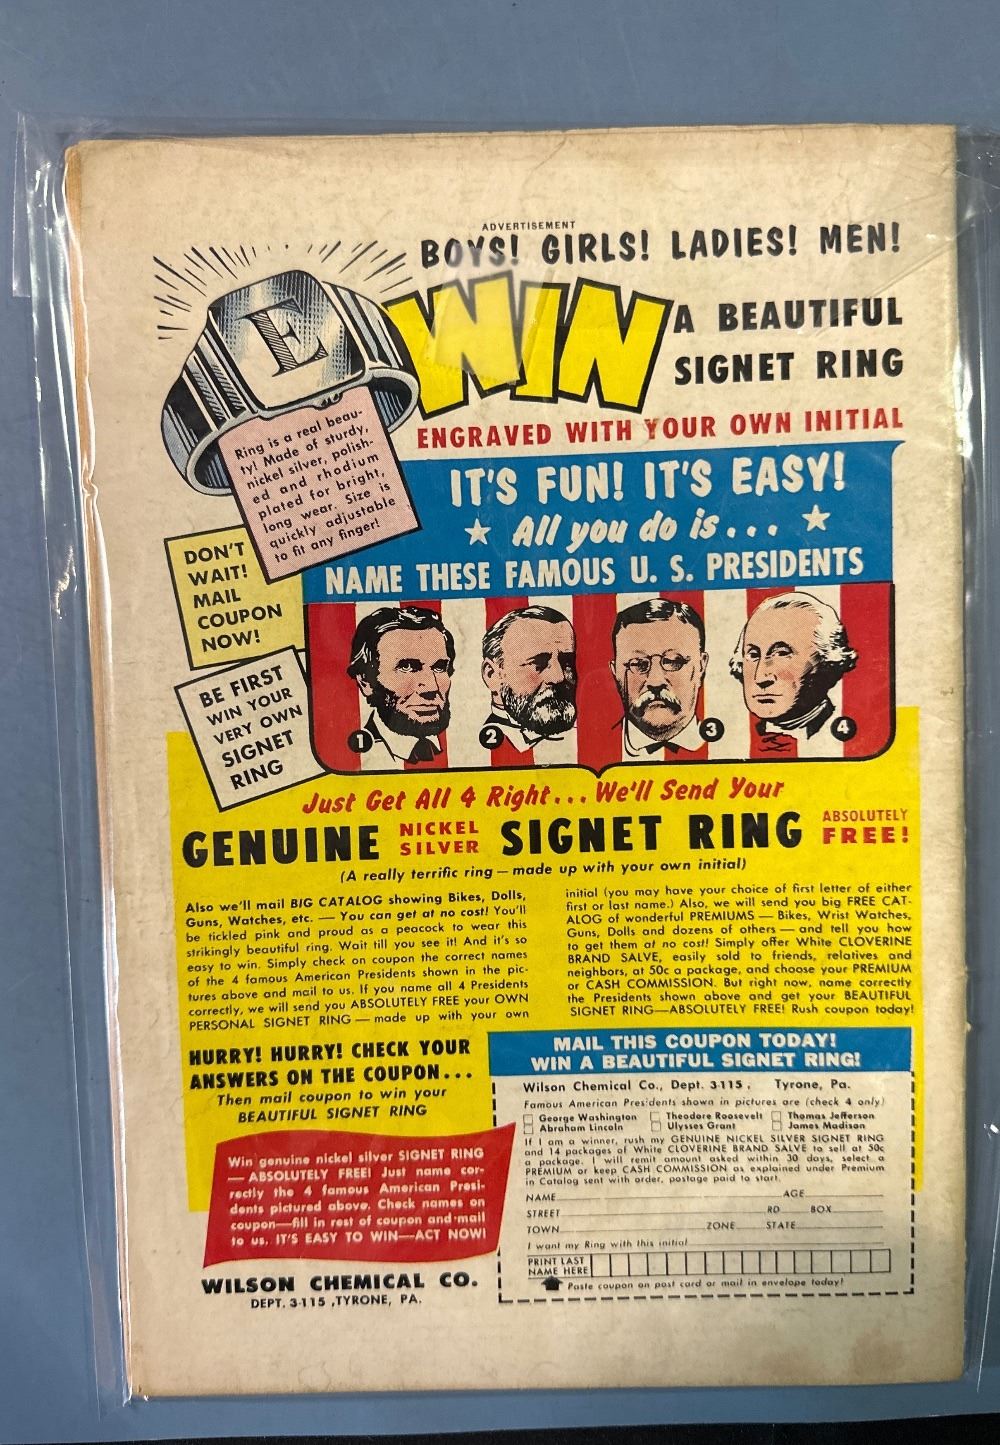 ADVERTISEMENT
BOYS! GIRLS! LADIES! MEN!
WIN
A BEAUTIFUL
SIGNET RING
ENGRAVED WITH YOUR OWN INITIAL
E
Ring is a real beau-
ty! Made of sturdy,
nickel silver, polish-
ed and rhodium
plated for bright,
long wear. Size is
quickly adjustable
to fit any finger!
IT'S FUN! IT'S EASY!
★ All you do is... ★
NAME THESE FAMOUS U. S. PRESIDENTS
DON'T
WAIT!
MAIL
COUPON
NOW!
BE FIRST
WIN YOUR
VERY OWN
SIGNET
RING
1
2
3
4
Just Get All 4 Right... We'll Send Your
GENUINE NICKEL SILVER SIGNET RING ABSOLUTELY FREE!
(A really terrific ring — made up with your own initial)
Also we'll mail BIG CATALOG showing Bikes, Dolls,
Guns, Watches, etc. — You can get at no cost! You'll
be tickled pink and proud as a peacock to wear this
strikingly beautiful ring. Wait till you see it! And it's so
easy to win. Simply check on coupon the correct names
of the 4 famous American Presidents shown in the pic-
tures above and mail to us. If you name all 4 Presidents
correctly, we will send you ABSOLUTELY FREE your OWN
PERSONAL SIGNET RING — made up with your own
initial (you may have your choice of first letter of either
first or last name.) Also, we will send you big FREE CAT-
ALOG of wonderful PREMIUMS — Bikes, Wrist Watches,
Guns, Dolls and dozens of others — and tell you how
to get them at no cost! Simply offer White CLOVERINE
BRAND SALVE, easily sold to friends, relatives and
neighbors, at 50c a package, and choose your PREMIUM
or CASH COMMISSION. But right now, name correctly
the Presidents shown above and get your BEAUTIFUL
SIGNET RING—ABSOLUTELY FREE! Rush coupon today!
HURRY! HURRY! CHECK YOUR
ANSWERS ON THE COUPON...
Then mail coupon to win your
BEAUTIFUL SIGNET RING
Win genuine nickel silver SIGNET RING
— ABSOLUTELY FREE! Just name cor-
rectly the 4 famous American Presi-
dents pictured above. Check names on
coupon—fill in rest of coupon and mail
to us. IT'S EASY TO WIN—ACT NOW!
WILSON CHEMICAL CO.
DEPT. 3-115 , TYRONE, PA.
MAIL THIS COUPON TODAY!
WIN A BEAUTIFUL SIGNET RING!
Wilson Chemical Co., Dept. 3-115 , Tyrone, Pa.
Famous American Presidents shown in pictures are (check 4 only)
George Washington Theodore Roosevelt Thomas Jefferson
Abraham Lincoln Ulysses Grant James Madison
If I am a winner, rush my GENUINE NICKEL SILVER SIGNET RING
and 14 packages of White CLOVERINE BRAND SALVE to sell at 50c
a package. I will remit amount asked within 30 days, select a
PREMIUM or keep CASH COMMISSION as explained under Premium
in Catalog sent with order, postage paid to start.
NAME AGE
STREET RD BOX
TOWN ZONE STATE
I want my Ring with this initial
PRINT LAST
NAME HERE
Paste coupon on post card or mail in envelope today!